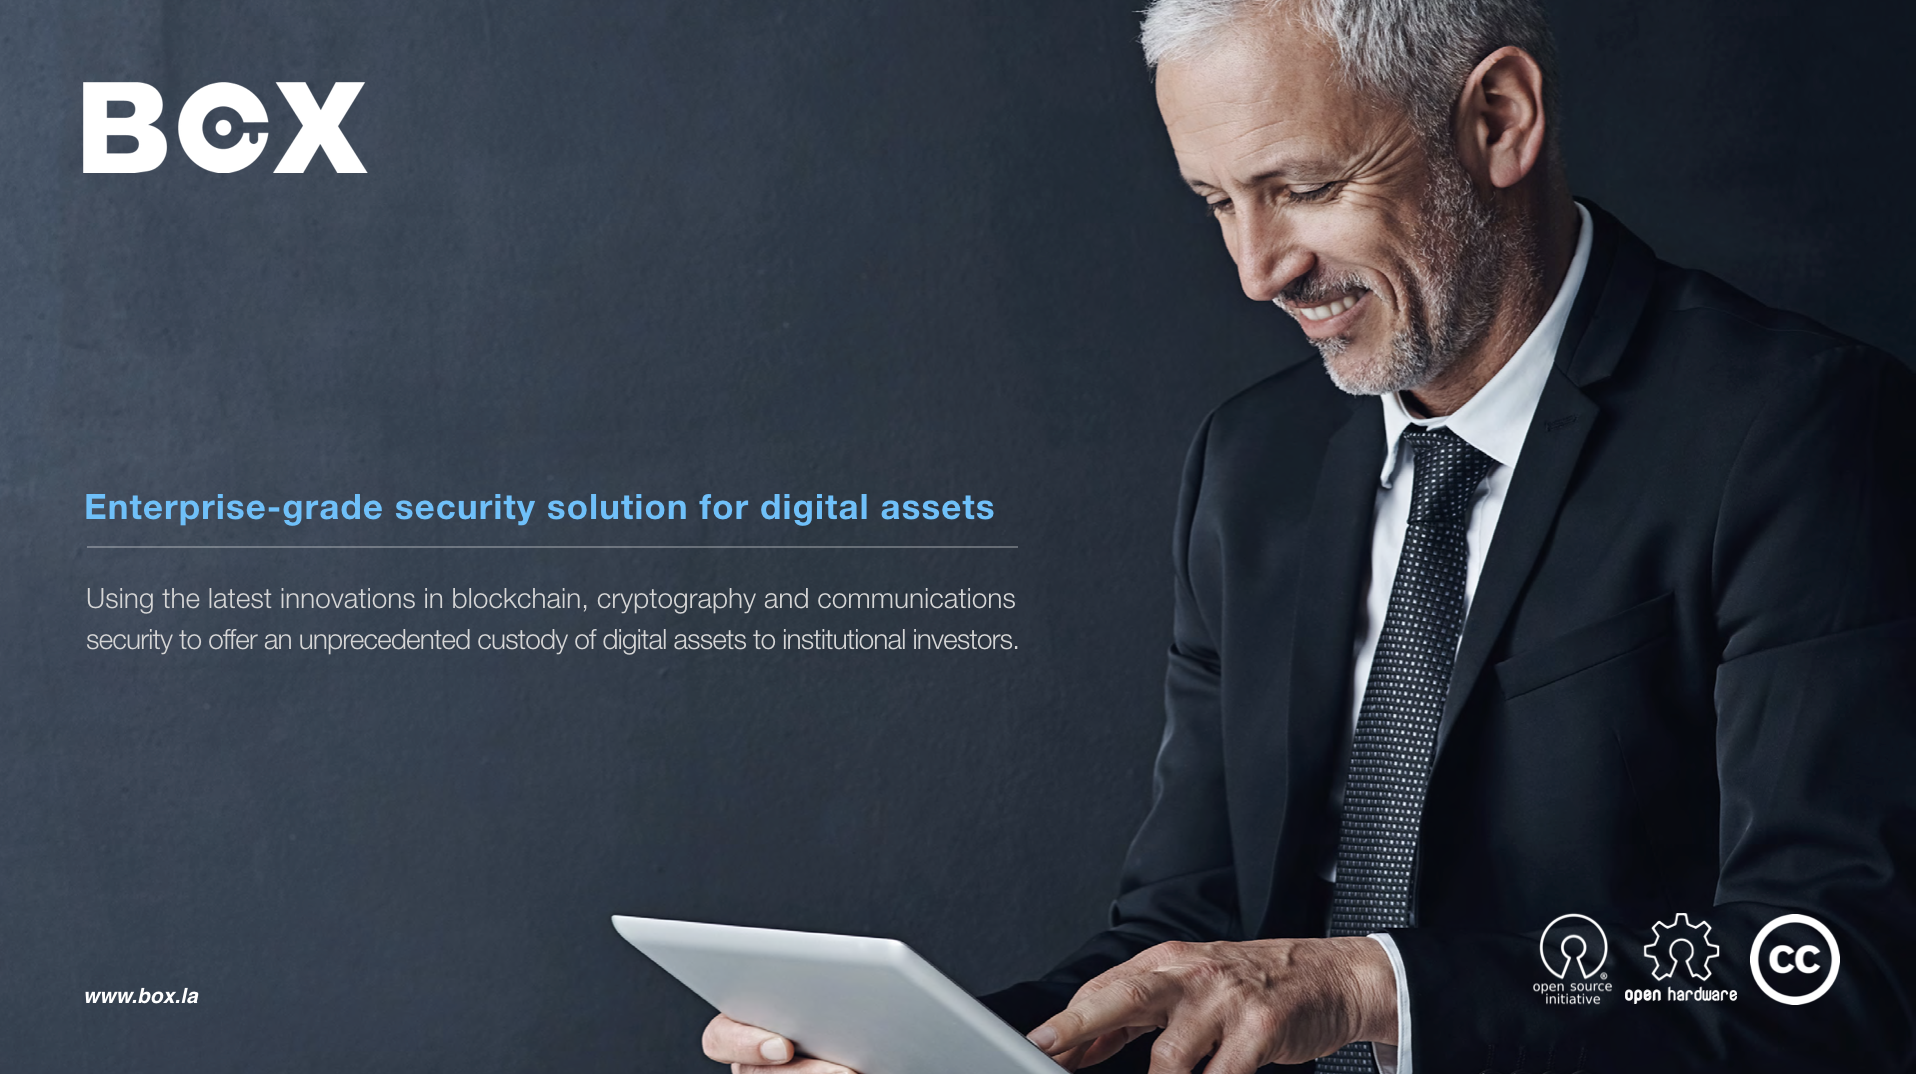 BOX
Enterprise-grade security solution for digital assets
Using the latest innovations in blockchain, cryptography and communications
security to offer an unprecedented custody of digital assets to institutional investors.
www.box.la
open source
initiative
®
open hardware
cc